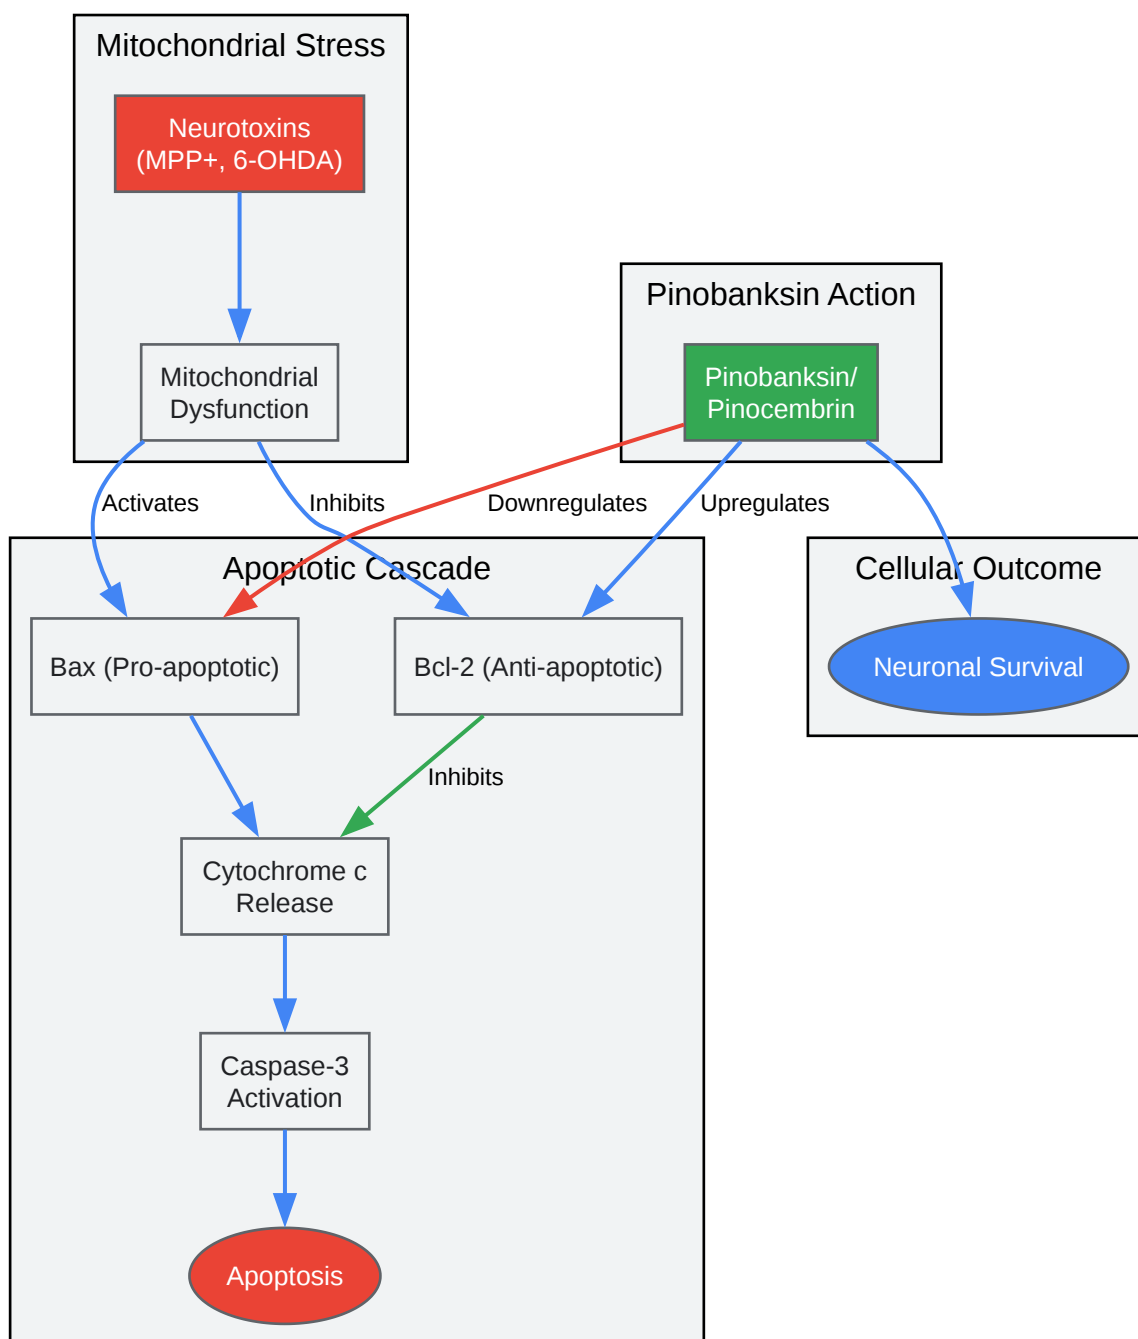 Mitochondrial Stress
Neurotoxins
(MPP+, 6-OHDA)
Pinobanksin Action
Mitochondrial
Dysfunction
Pinobanksin/
Pinocembrin
Activates
Inhibits
Downregulates
Upregulates
Apoptotic Cascade
Cellular Outcome
Bax (Pro-apoptotic)
Bcl-2 (Anti-apoptotic)
Neuronal Survival
Inhibits
Cytochrome c
Release
Caspase-3
Activation
Apoptosis